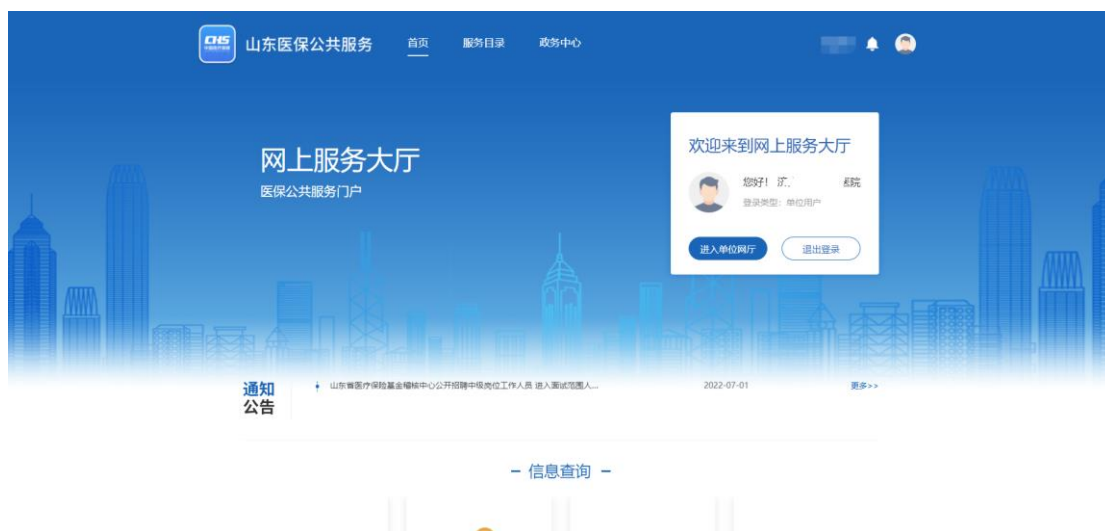 CHS
山东医保公共服务
首页
服务目录
政务中心
网上服务大厅
医保公共服务门户
欢迎来到网上服务大厅
您好!
登录类型：单位用户
进入单位网厅
退出登录
通知
公告
山东省医疗保险基金稽核中心公开招聘中级岗位工作人员 进入面试范围人...
2022-07-01
更多>>
信息查询